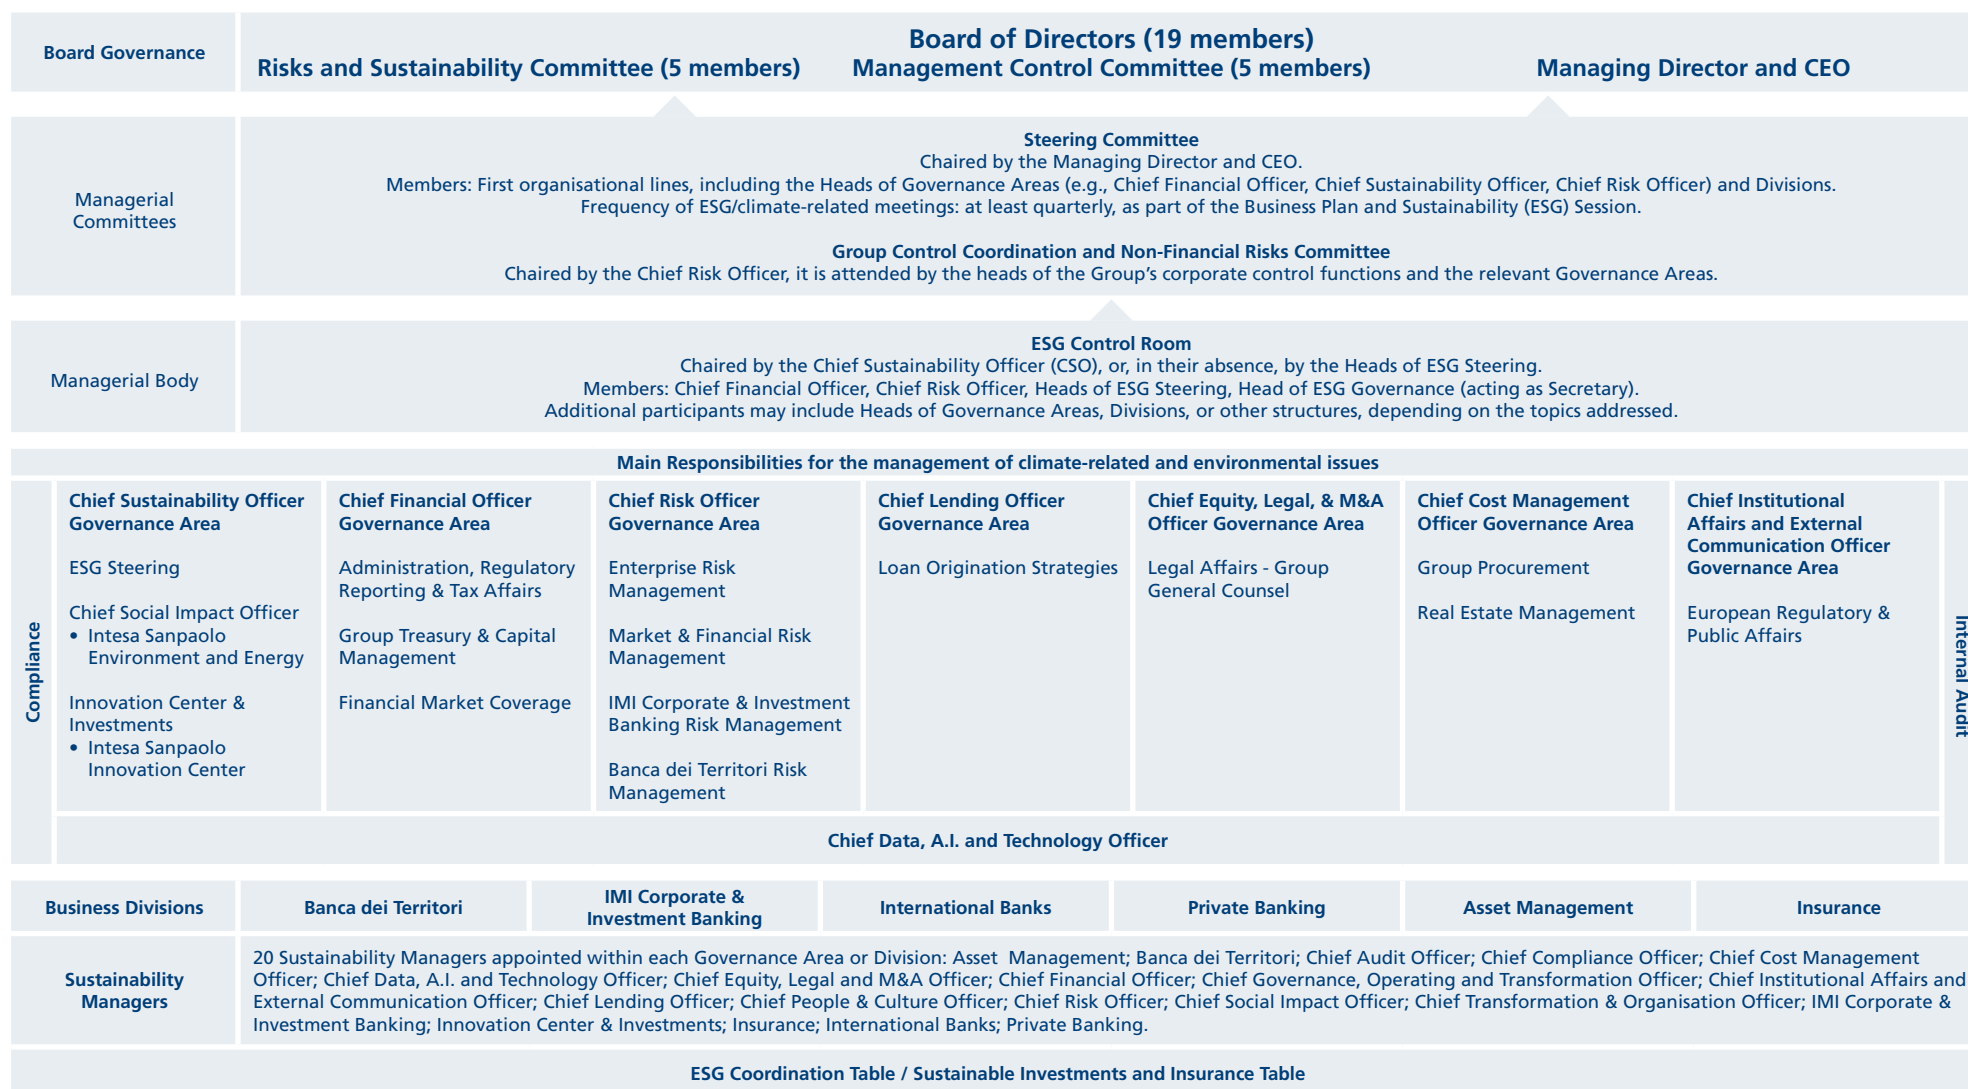 Board Governance
Board of Directors (19 members)
Risks and Sustainability Committee (5 members)
Management Control Committee (5 members)
Managing Director and CEO
Managerial
Committees
Steering Committee
Chaired by the Managing Director and CEO.
Members: First organisational lines, including the Heads of Governance Areas (e.g., Chief Financial Officer, Chief Sustainability Officer, Chief Risk Officer) and Divisions.
Frequency of ESG/climate-related meetings: at least quarterly, as part of the Business Plan and Sustainability (ESG) Session.
Group Control Coordination and Non-Financial Risks Committee
Chaired by the Chief Risk Officer, it is attended by the heads of the Group’s corporate control functions and the relevant Governance Areas.
Managerial Body
ESG Control Room
Chaired by the Chief Sustainability Officer (CSO), or, in their absence, by the Heads of ESG Steering.
Members: Chief Financial Officer, Chief Risk Officer, Heads of ESG Steering, Head of ESG Governance (acting as Secretary).
Additional participants may include Heads of Governance Areas, Divisions, or other structures, depending on the topics addressed.
Main Responsibilities for the management of climate-related and environmental issues
Compliance
Chief Sustainability Officer
Governance Area
ESG Steering
Chief Social Impact Officer
• Intesa Sanpaolo
Environment and Energy
Innovation Center &
Investments
• Intesa Sanpaolo
Innovation Center
Chief Financial Officer
Governance Area
Administration, Regulatory
Reporting & Tax Affairs
Group Treasury & Capital
Management
Financial Market Coverage
Chief Risk Officer
Governance Area
Enterprise Risk
Management
Market & Financial Risk
Management
IMI Corporate & Investment
Banking Risk Management
Banca dei Territori Risk
Management
Chief Lending Officer
Governance Area
Loan Origination Strategies
Chief Equity, Legal, & M&A
Officer Governance Area
Legal Affairs - Group
General Counsel
Chief Cost Management
Officer Governance Area
Group Procurement
Real Estate Management
Chief Institutional
Affairs and External
Communication Officer
Governance Area
European Regulatory &
Public Affairs
Internal Audit
Chief Data, A.I. and Technology Officer
Business Divisions
Banca dei Territori
IMI Corporate &
Investment Banking
International Banks
Private Banking
Asset Management
Insurance
Sustainability
Managers
20 Sustainability Managers appointed within each Governance Area or Division: Asset Management; Banca dei Territori; Chief Audit Officer; Chief Compliance Officer; Chief Cost Management
Officer; Chief Data, A.I. and Technology Officer; Chief Equity, Legal and M&A Officer; Chief Financial Officer; Chief Governance, Operating and Transformation Officer; Chief Institutional Affairs and
External Communication Officer; Chief Lending Officer; Chief People & Culture Officer; Chief Risk Officer; Chief Social Impact Officer; Chief Transformation & Organisation Officer; IMI Corporate &
Investment Banking; Innovation Center & Investments; Insurance; International Banks; Private Banking.
ESG Coordination Table / Sustainable Investments and Insurance Table